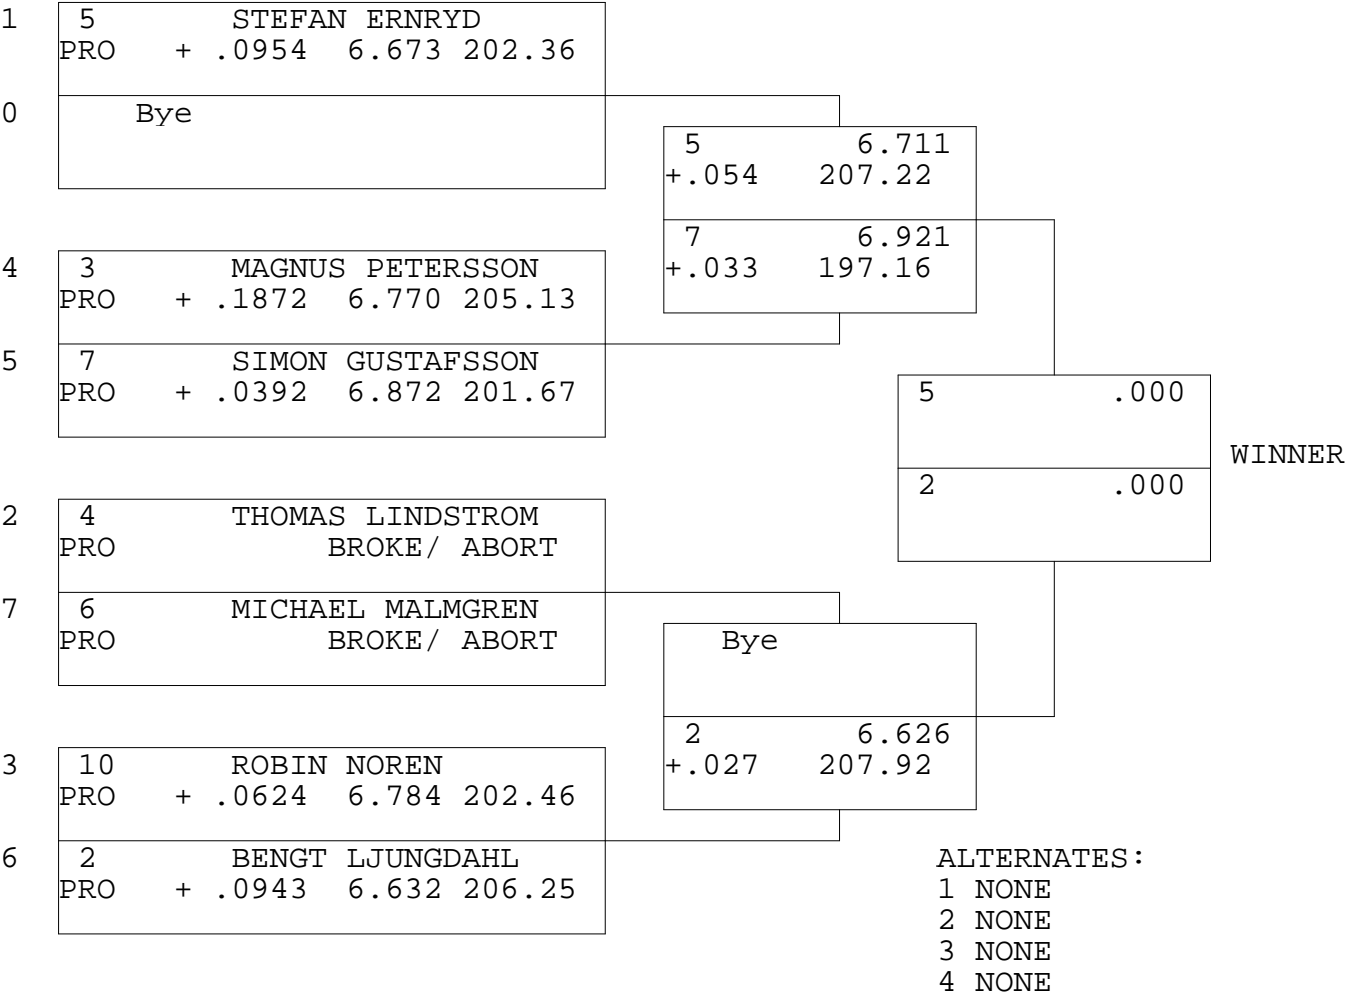 1 5 STEFAN ERNRYD
PRO + .0954 6.673 202.36
0 Bye
5 6.711
+.054 207.22
7 6.921
+.033 197.16
4 3 MAGNUS PETERSSON
PRO + .1872 6.770 205.13
5 7 SIMON GUSTAFSSON
PRO + .0392 6.872 201.67
5 .000
WINNER
2 .000
2 4 THOMAS LINDSTROM
PRO BROKE/ ABORT
7 6 MICHAEL MALMGREN
PRO BROKE/ ABORT
Bye
2 6.626
+.027 207.92
3 10 ROBIN NOREN
PRO + .0624 6.784 202.46
6 2 BENGT LJUNGDAHL
PRO + .0943 6.632 206.25
ALTERNATES:
1 NONE
2 NONE
3 NONE
4 NONE